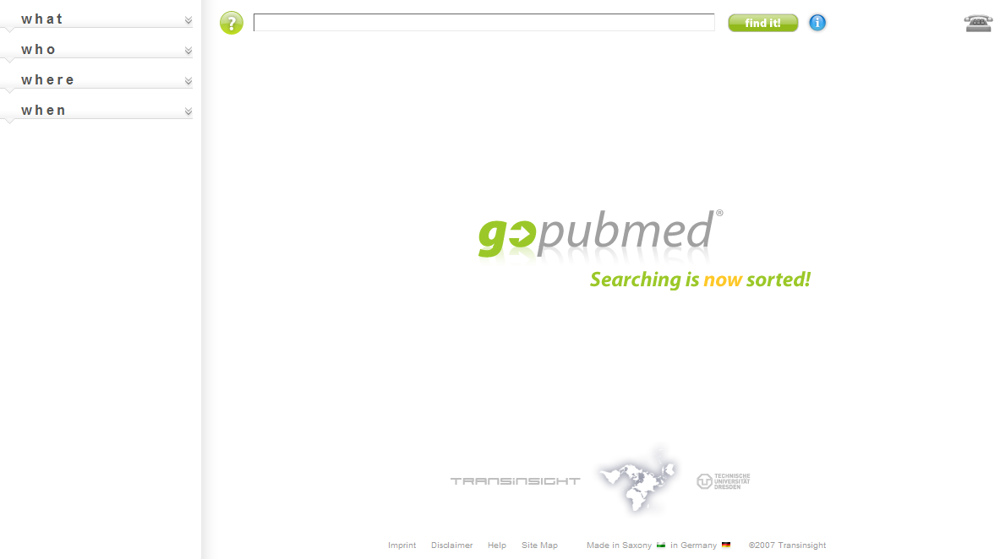 what
who
where
when
?
find it!
i
gopubmed®
Searching is now sorted!
TRANSINSIGHT
TECHNISCHE
UNIVERSITÄT
DRESDEN
Imprint Disclaimer Help Site Map Made in Saxony in Germany ©2007 Transinsight